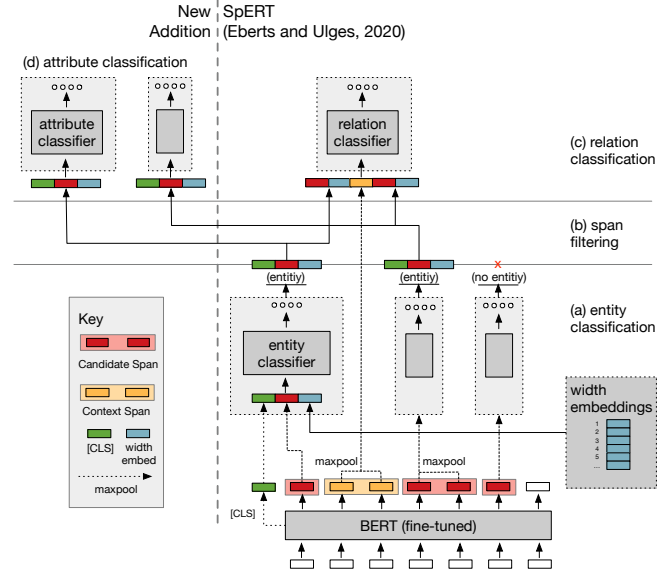 New
Addition
SpERT
(Eberts and Ulges, 2020)
(d) attribute classification
attribute
classifier
relation
classifier
(c) relation
classification
(b) span
filtering
(entitiy)
(entitiy)
x
(no entitiy)
(a) entity
classification
Key
Candidate Span
Context Span
[CLS]
width
embed
maxpool
entity
classifier
width
embeddings
1
2
3
4
5
...
maxpool
maxpool
[CLS]
BERT (fine-tuned)